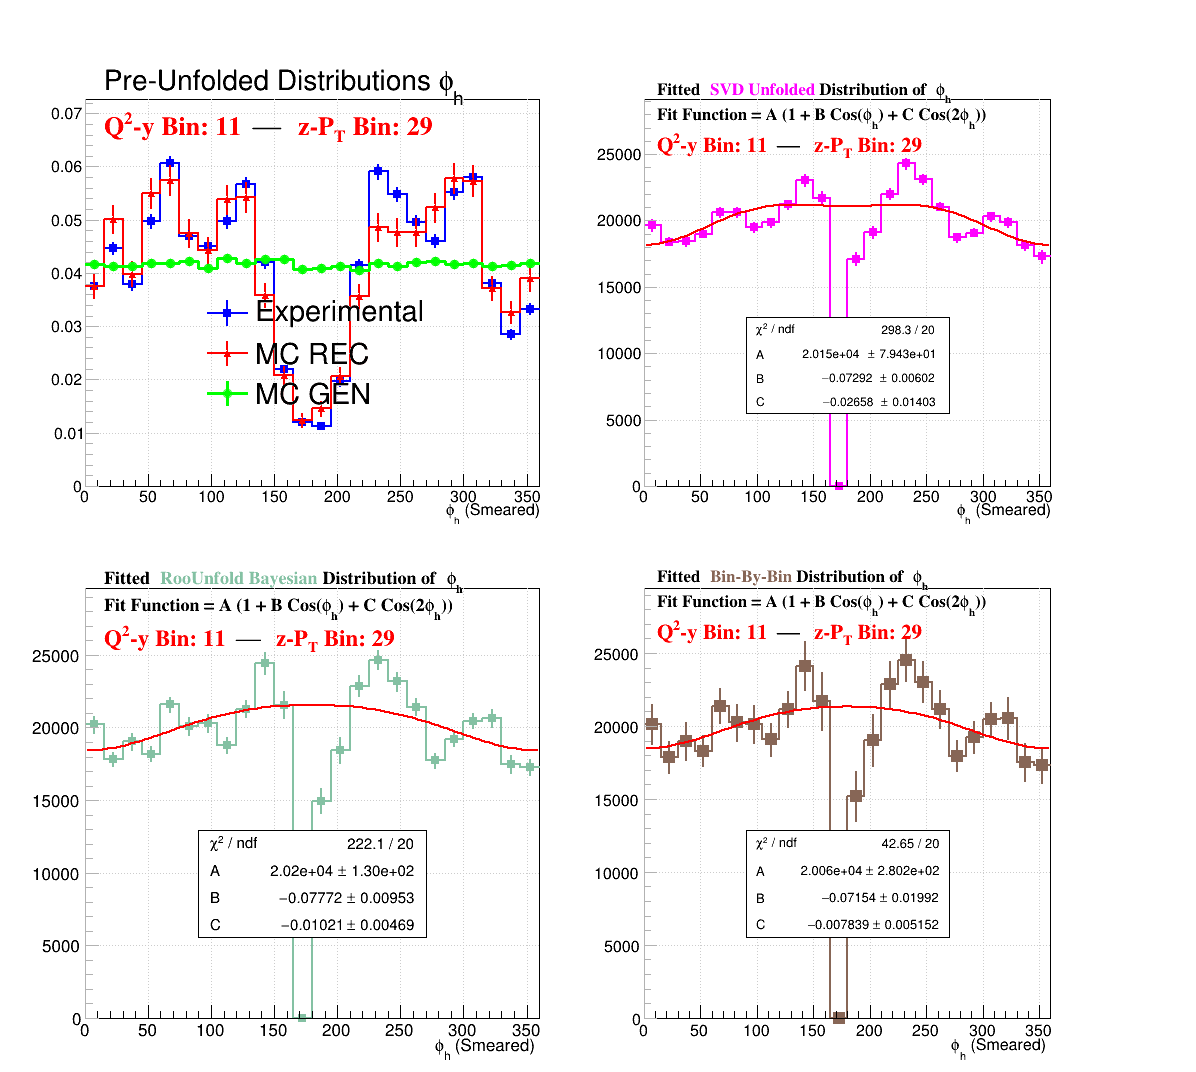 Pre-Unfolded Distributions ϕh
Q2-y Bin: 11 — z-PT Bin: 29
0.07
0.06
0.05
0.04
0.03
0.02
0.01
0
Experimental
MC REC
MC GEN
0 50 100 150 200 250 300 350
ϕh (Smeared)
Fitted SVD Unfolded Distribution of ϕh
Fit Function = A (1 + B Cos(ϕh) + C Cos(2ϕh))
Q2-y Bin: 11 — z-PT Bin: 29
25000
20000
15000
10000
5000
0
χ2 / ndf 298.3 / 20
A 2.015e+04 ± 7.943e+01
B −0.07292 ± 0.00602
C −0.02658 ± 0.01403
0 50 100 150 200 250 300 350
ϕh (Smeared)
Fitted RooUnfold Bayesian Distribution of ϕh
Fit Function = A (1 + B Cos(ϕh) + C Cos(2ϕh))
Q2-y Bin: 11 — z-PT Bin: 29
25000
20000
15000
10000
5000
0
χ2 / ndf 222.1 / 20
A 2.02e+04 ± 1.30e+02
B −0.07772 ± 0.00953
C −0.01021 ± 0.00469
0 50 100 150 200 250 300 350
ϕh (Smeared)
Fitted Bin-By-Bin Distribution of ϕh
Fit Function = A (1 + B Cos(ϕh) + C Cos(2ϕh))
Q2-y Bin: 11 — z-PT Bin: 29
25000
20000
15000
10000
5000
0
χ2 / ndf 42.65 / 20
A 2.006e+04 ± 2.802e+02
B −0.07154 ± 0.01992
C −0.007839 ± 0.005152
0 50 100 150 200 250 300 350
ϕh (Smeared)